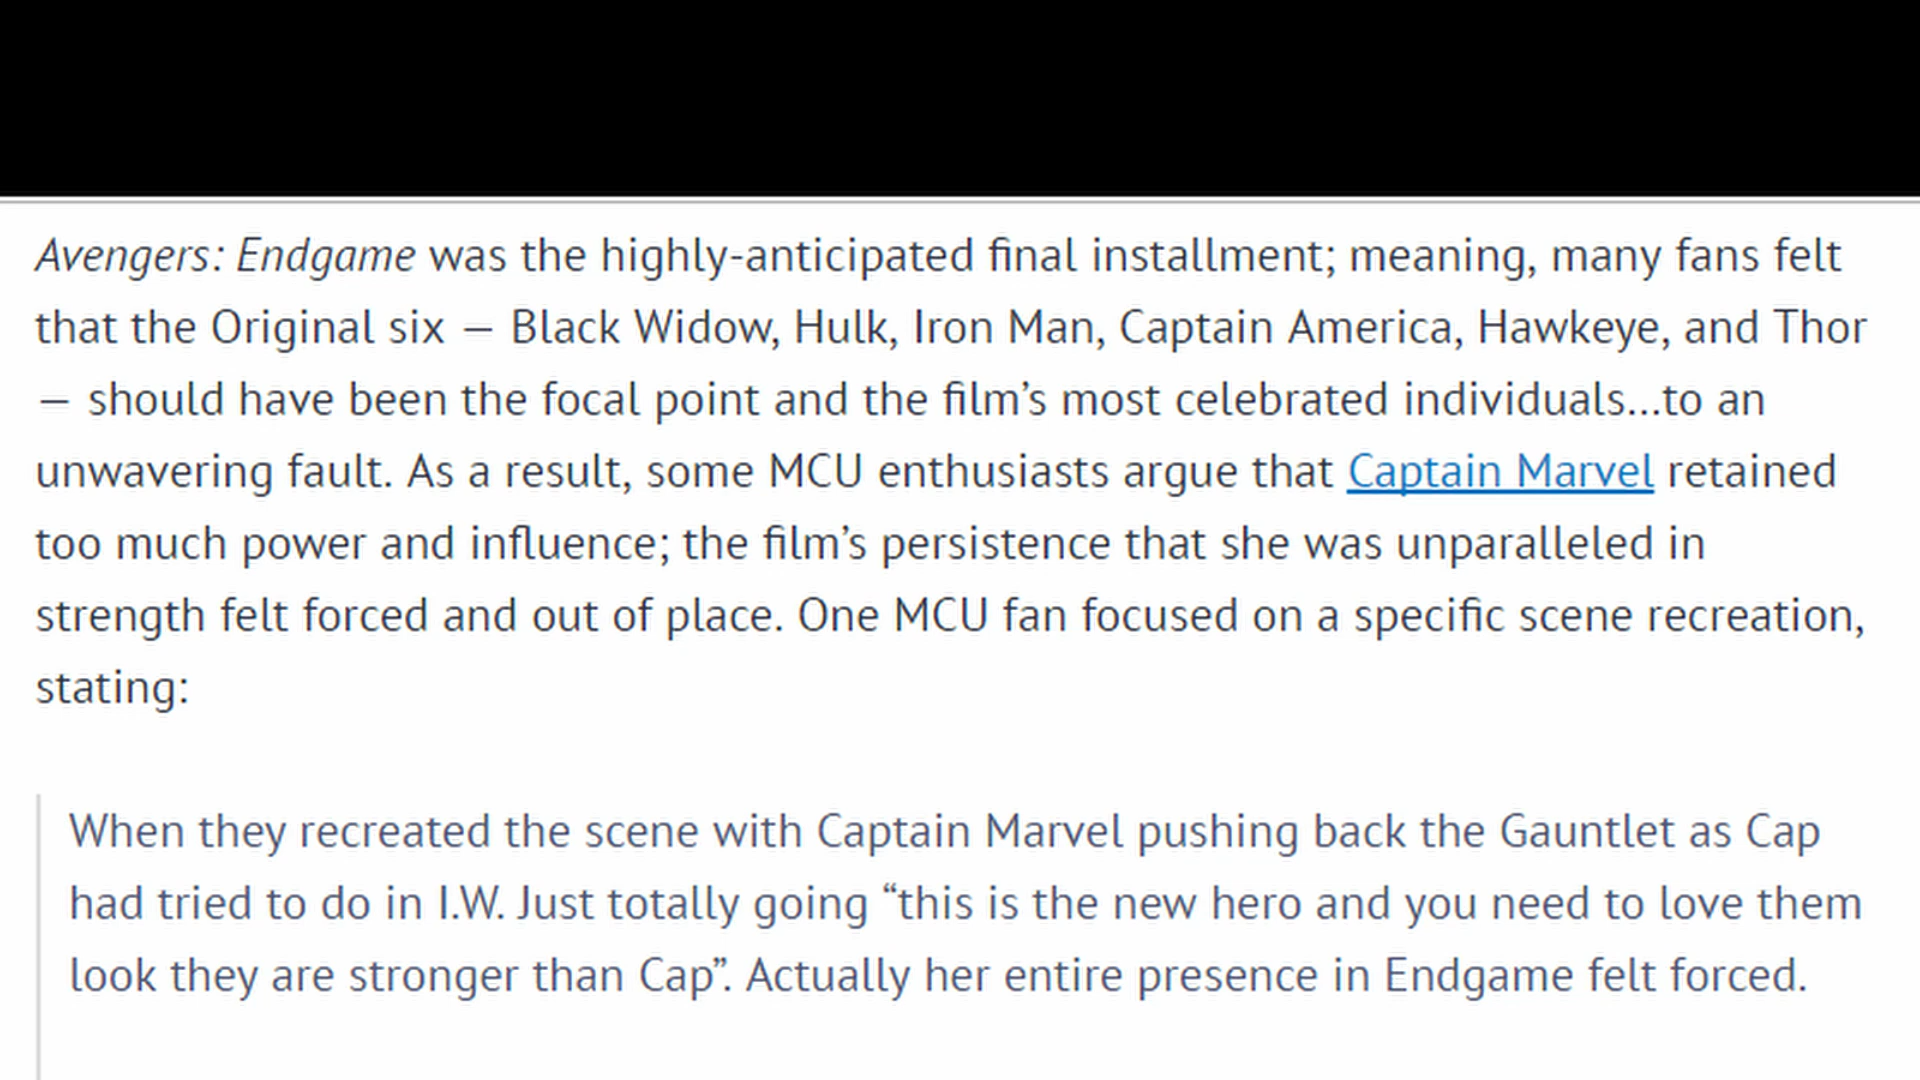 Avengers: Endgame was the highly-anticipated final installment; meaning, many fans felt
that the Original six — Black Widow, Hulk, Iron Man, Captain America, Hawkeye, and Thor
— should have been the focal point and the film’s most celebrated individuals...to an
unwavering fault. As a result, some MCU enthusiasts argue that Captain Marvel retained
too much power and influence; the film’s persistence that she was unparalleled in
strength felt forced and out of place. One MCU fan focused on a specific scene recreation,
stating:
When they recreated the scene with Captain Marvel pushing back the Gauntlet as Cap
had tried to do in I.W. Just totally going “this is the new hero and you need to love them
look they are stronger than Cap”. Actually her entire presence in Endgame felt forced.